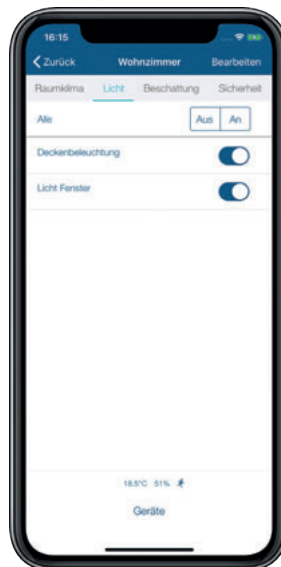 16:15
Zurück Wohnzimmer Bearbeiten
Raumklima Licht Beschattung Sicherheit
Alle Aus An
Deckenbeleuchtung
Licht Fenster
18.5°C 51%
Geräte